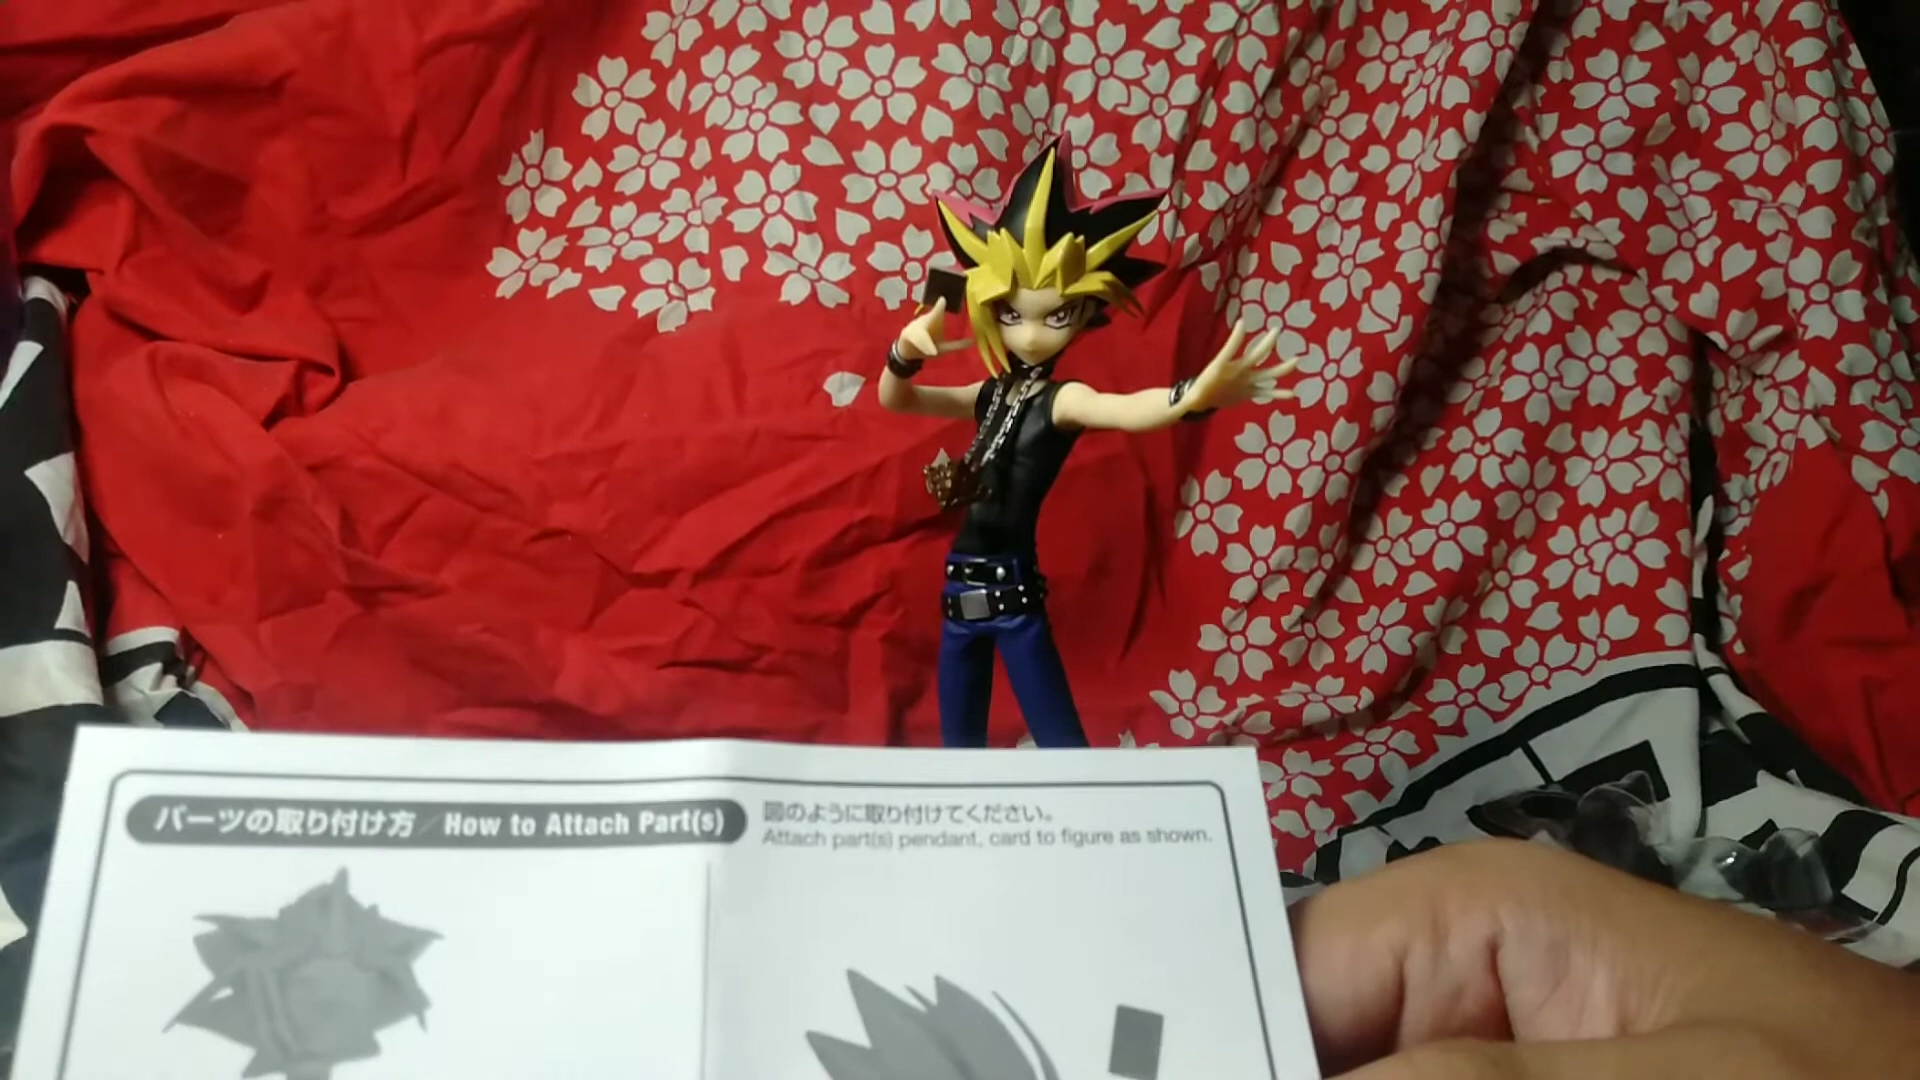 パーツの取り付け方 / How to Attach Part(s)
図のように取り付けてください。
Attach part(s) pendant, card to figure as shown.